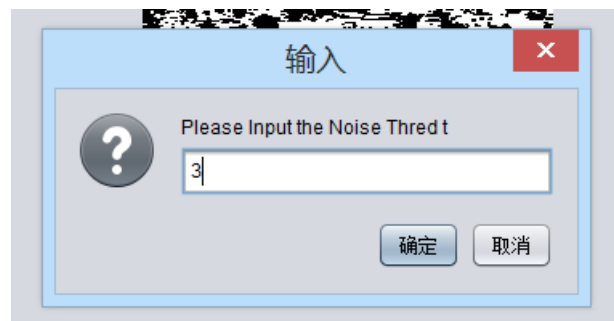 输入
Please Input the Noise Thred t
3
确定 取消